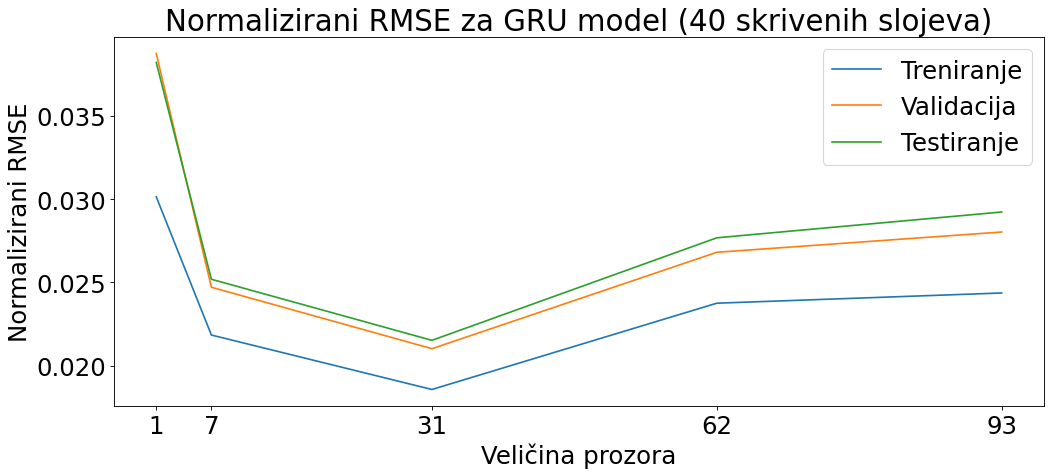 Normalizirani RMSE za GRU model (40 skrivenih slojeva)
Treniranje
Validacija
Testiranje
Normalizirani RMSE
0.035
0.030
0.025
0.020
1 7 31 62 93
Veličina prozora